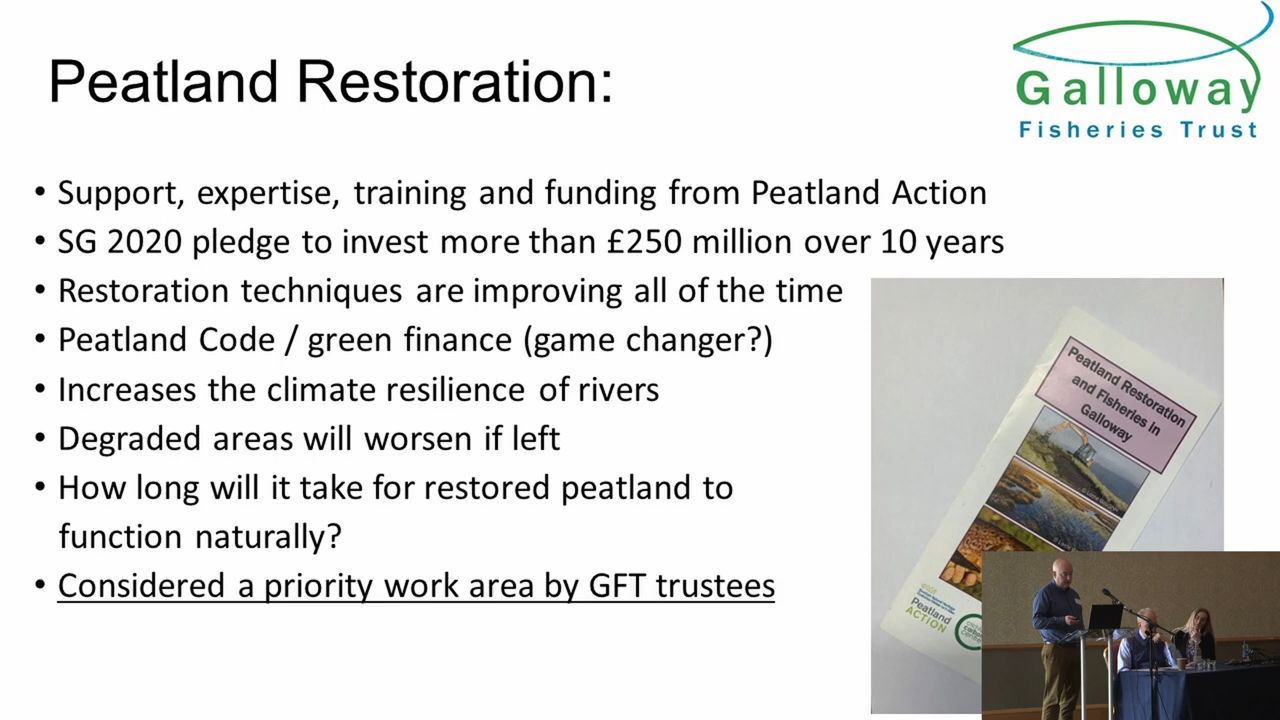 Peatland Restoration:
Galloway
Fisheries Trust
• Support, expertise, training and funding from Peatland Action
• SG 2020 pledge to invest more than £250 million over 10 years
• Restoration techniques are improving all of the time
• Peatland Code / green finance (game changer?)
• Increases the climate resilience of rivers
• Degraded areas will worsen if left
• How long will it take for restored peatland to
function naturally?
• Considered a priority work area by GFT trustees
Peatland Restoration
and Fisheries in
Galloway
Peatland
ACTION